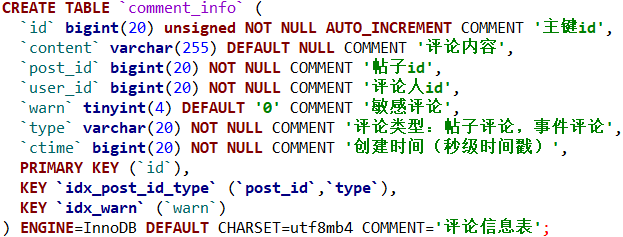 CREATE TABLE `comment_info` (
`id` bigint(20) unsigned NOT NULL AUTO_INCREMENT COMMENT '主键id',
`content` varchar(255) DEFAULT NULL COMMENT '评论内容',
`post_id` bigint(20) NOT NULL COMMENT '帖子id',
`user_id` bigint(20) NOT NULL COMMENT '评论人id',
`warn` tinyint(4) DEFAULT '0' COMMENT '敏感评论',
`type` varchar(20) NOT NULL COMMENT '评论类型：帖子评论，事件评论',
`ctime` bigint(20) NOT NULL COMMENT '创建时间（秒级时间戳）',
PRIMARY KEY (`id`),
KEY `idx_post_id_type` (`post_id`,`type`),
KEY `idx_warn` (`warn`)
) ENGINE=InnoDB DEFAULT CHARSET=utf8mb4 COMMENT='评论信息表';